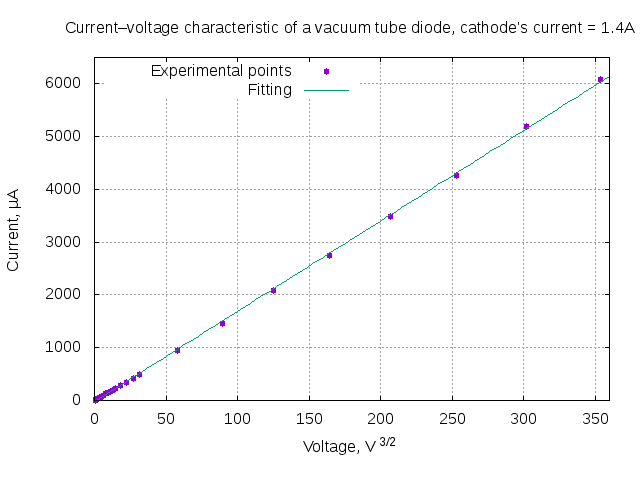 Current–voltage characteristic of a vacuum tube diode, cathode's current = 1.4A
Experimental points
Fitting
6000
5000
4000
3000
2000
1000
0
Current, μA
0 50 100 150 200 250 300 350
Voltage, V 3/2